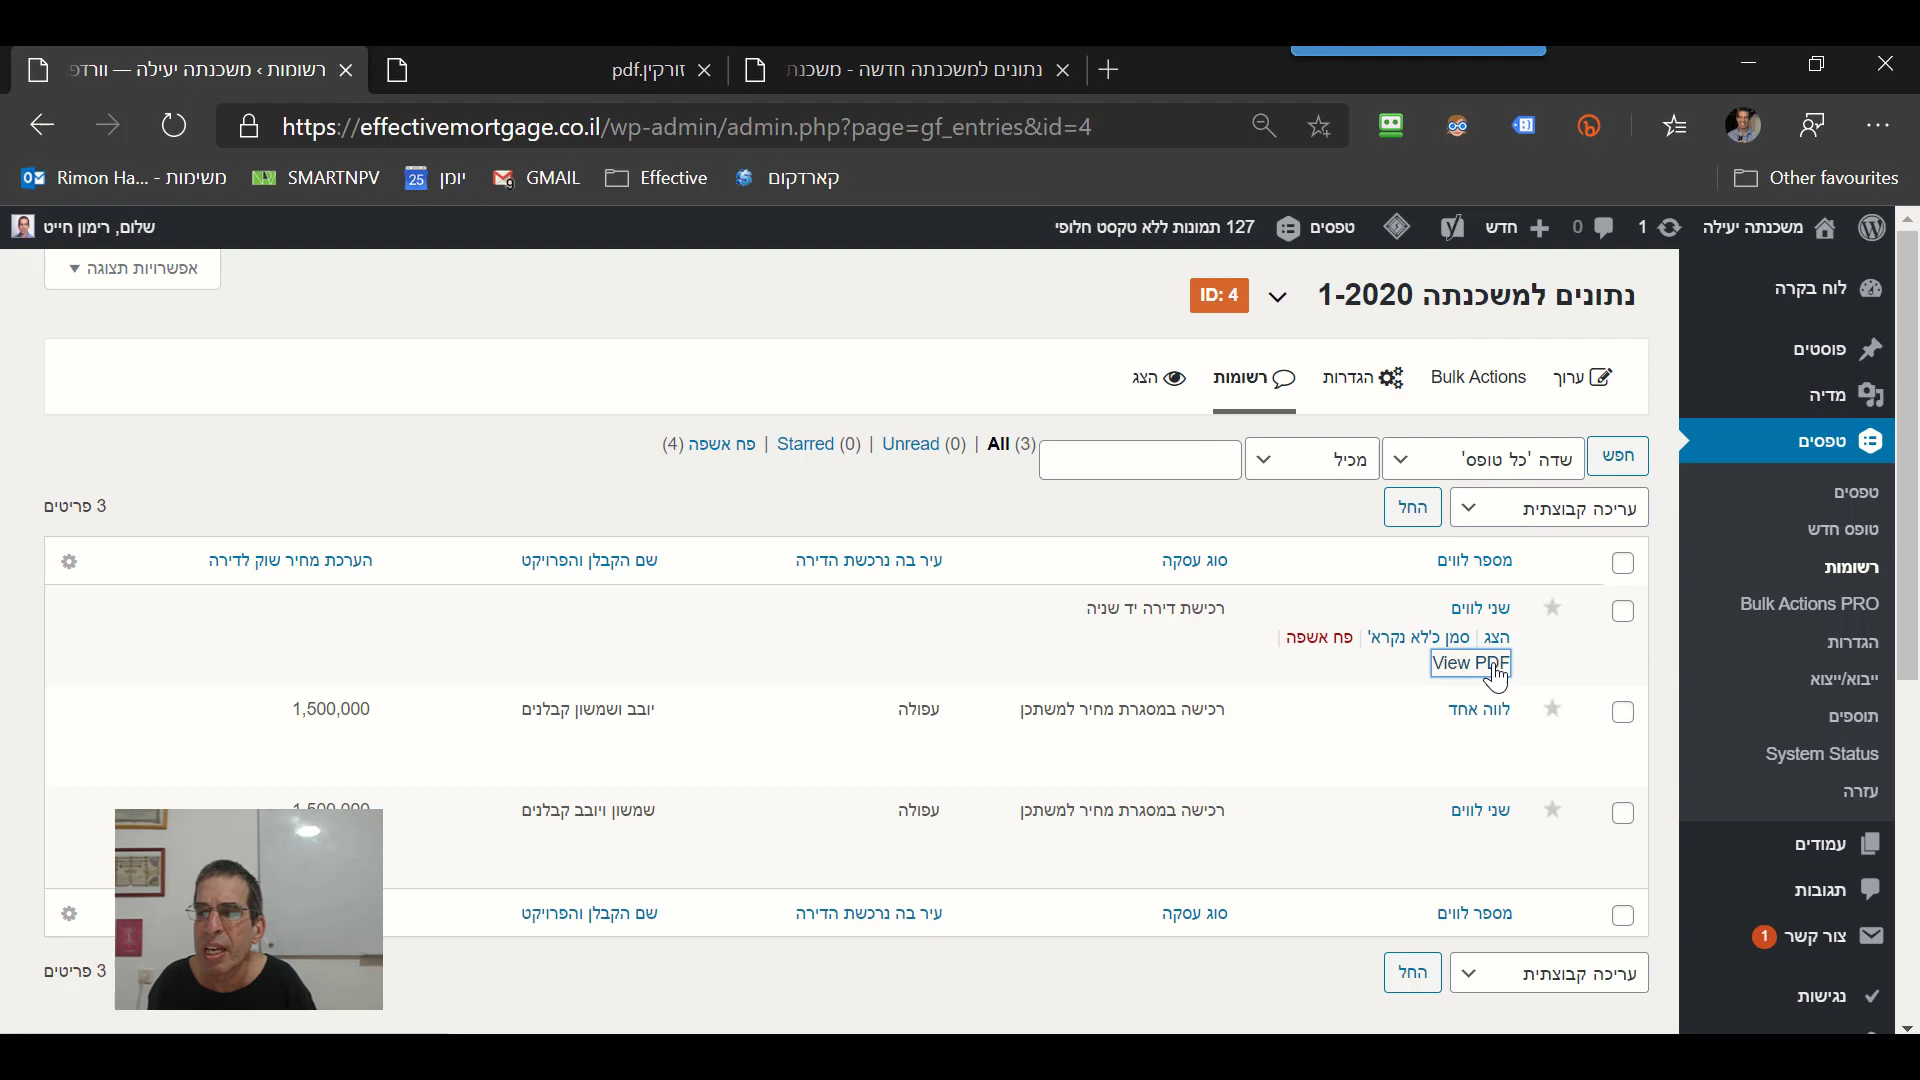 רשומות ‹ משכנתה יעילה — וורדפ
זורקין.pdf
נתונים למשכנתה חדשה - משכנת
https://effectivemortgage.co.il/wp-admin/admin.php?page=gf_entries&id=4
Rimon Ha... - משימות
SMARTNPV
25
יומן
9
GMAIL
Effective
קארדקום
Other favourites
משכנתה יעילה
1
0
חדש
טפסים
127 תמונות ללא טקסט חלופי
שלום, רימון חייט
אפשרויות תצוגה
נתונים למשכנתה 1-2020
ID: 4
ערוך
Bulk Actions
הגדרות
רשומות
הצג
All (3) | Unread (0) | Starred (0) | פח אשפה (4)
חפש
שדה 'כל טופס'
מכיל
עריכה קבוצתית
החל
3 פריטים
מספר לווים
סוג עסקה
עיר בה נרכשת הדירה
שם הקבלן והפרויקט
הערכת מחיר שוק לדירה
שני לווים
רכישת דירה יד שניה
הצג | סמן כ'לא נקרא' | פח אשפה |
View PDF
לווה אחד
רכישה במסגרת מחיר למשתכן
עפולה
יובב ושמשון קבלנים
1,500,000
שני לווים
רכישה במסגרת מחיר למשתכן
עפולה
שמשון ויובב קבלנים
1,500,000
מספר לווים
סוג עסקה
עיר בה נרכשת הדירה
שם הקבלן והפרויקט
עריכה קבוצתית
החל
3 פריטים
לוח בקרה
פוסטים
מדיה
טפסים
טפסים
טופס חדש
רשומות
Bulk Actions PRO
הגדרות
ייבוא/ייצוא
תוספים
System Status
עזרה
עמודים
תגובות
צור קשר 1
נגישות